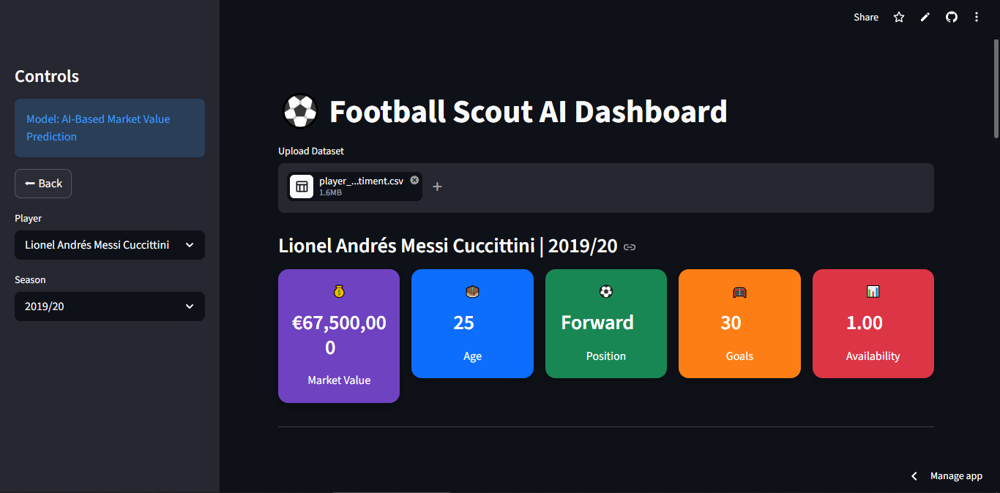 Share
Controls
Model: AI-Based Market Value
Prediction
Back
Player
Lionel Andrés Messi Cuccittini
Season
2019/20
Football Scout AI Dashboard
Upload Dataset
player_...timent.csv
1.6MB
Lionel Andrés Messi Cuccittini | 2019/20
€67,500,00
0
Market Value
25
Age
Forward
Position
30
Goals
1.00
Availability
Manage app